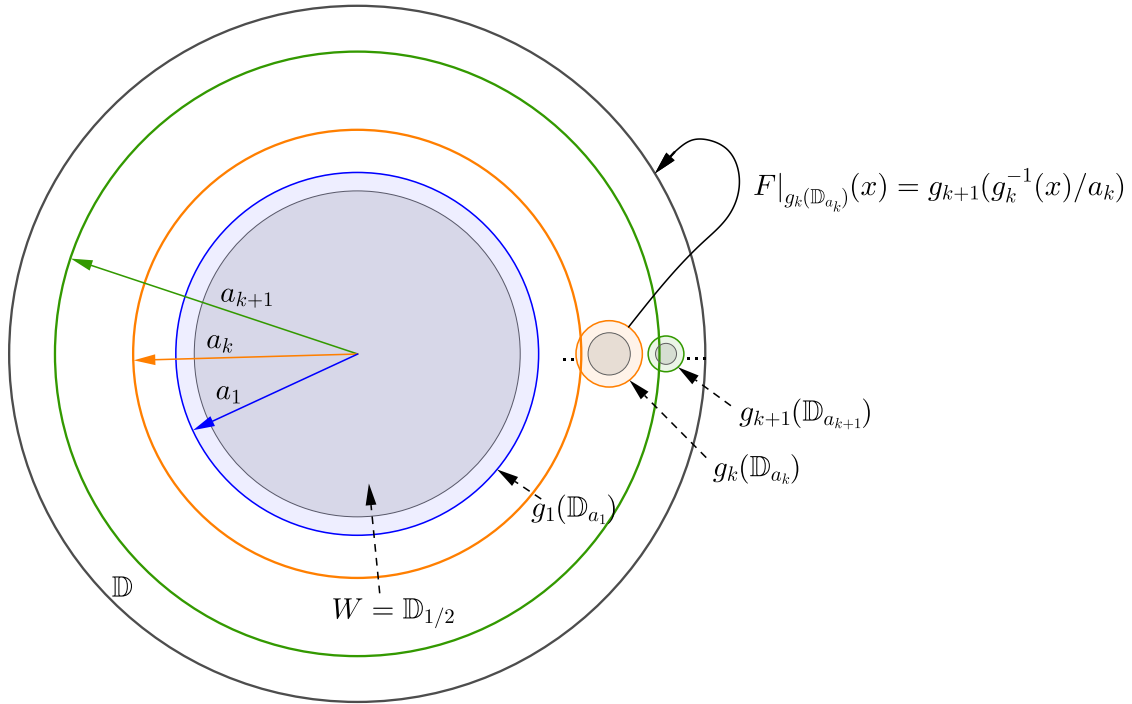 $F|_{g_k(\mathbb{D}_{a_k})}(x) = g_{k+1}(g_k^{-1}(x)/a_k)$
$a_{k+1}$
$a_k$
$a_1$
$g_{k+1}(\mathbb{D}_{a_{k+1}})$
$g_k(\mathbb{D}_{a_k})$
$g_1(\mathbb{D}_{a_1})$
$\mathbb{D}$
$W = \mathbb{D}_{1/2}$